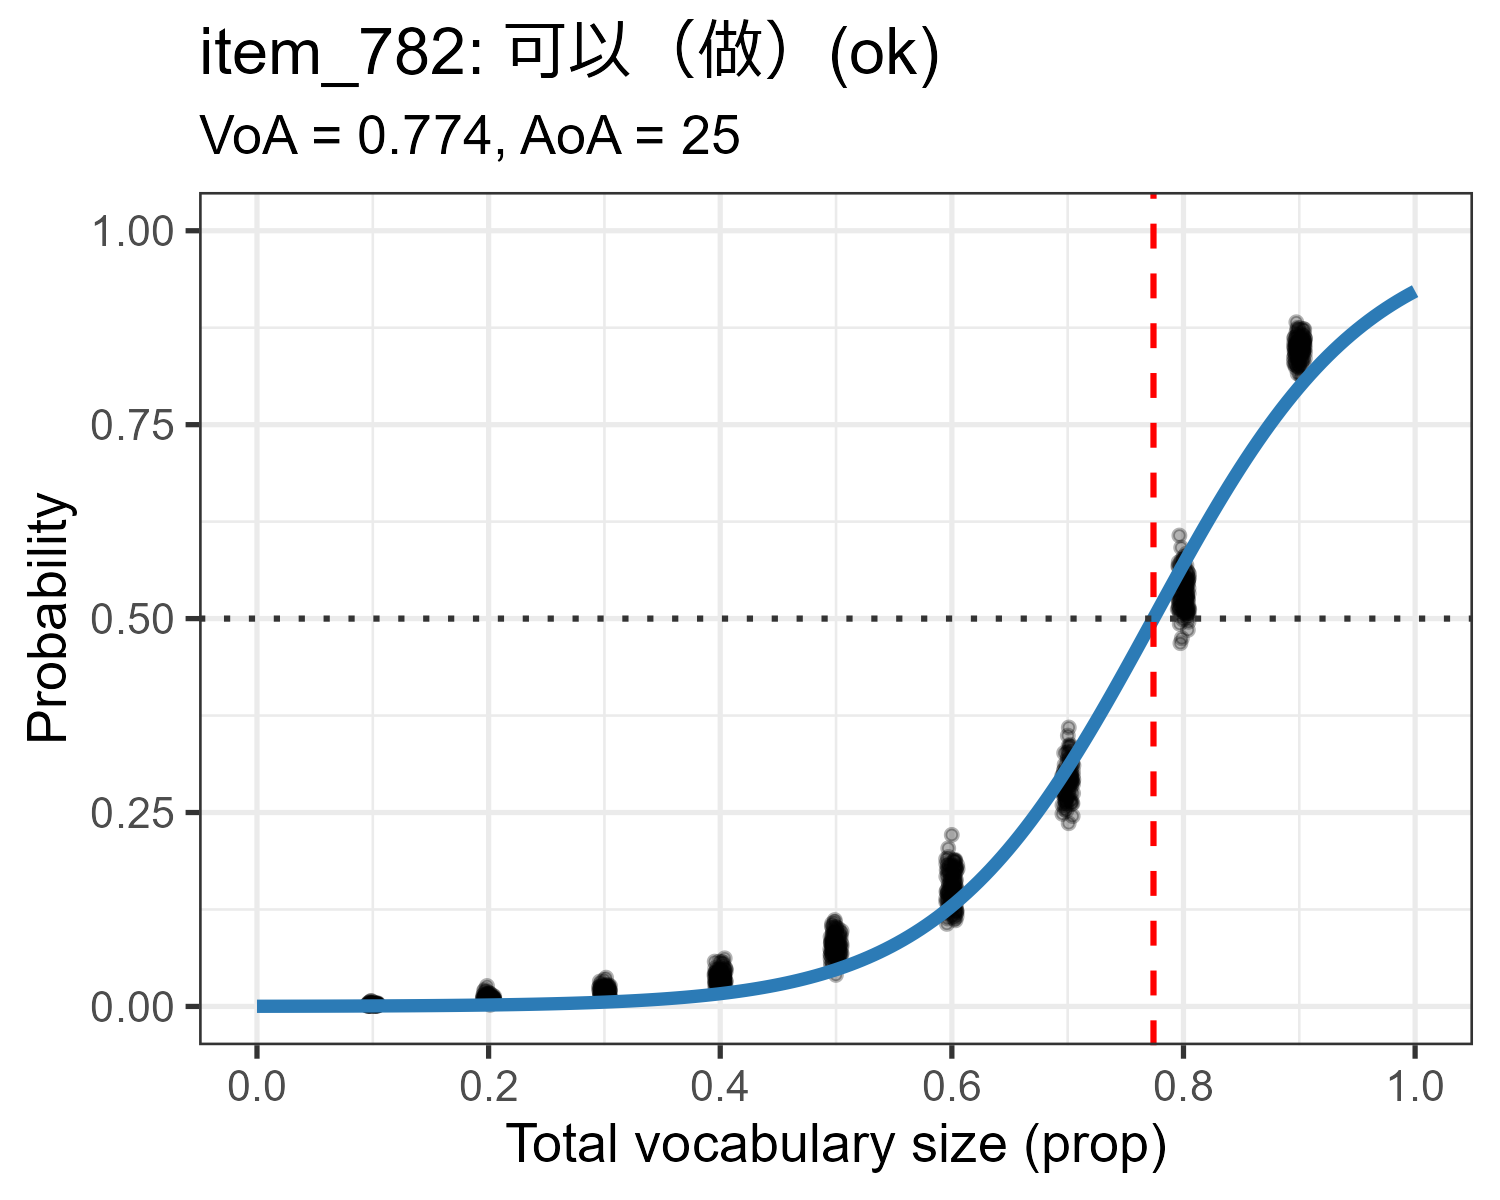 item_782: 可以（做）(ok)
VoA = 0.774, AoA = 25
1.00
0.75
0.50
0.25
0.00
Probability
0.0 0.2 0.4 0.6 0.8 1.0
Total vocabulary size (prop)